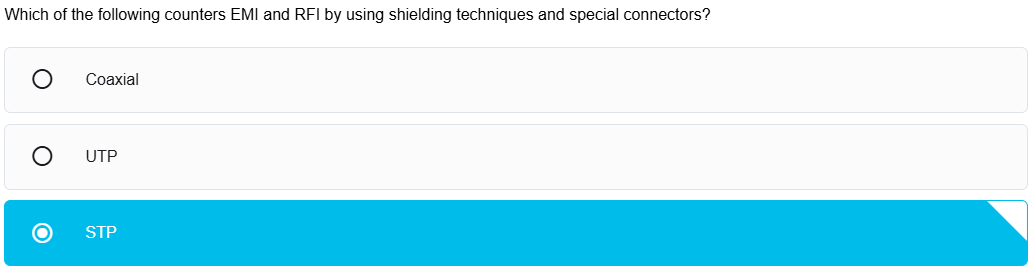 Which of the following counters EMI and RFI by using shielding techniques and special connectors?
Coaxial
UTP
STP